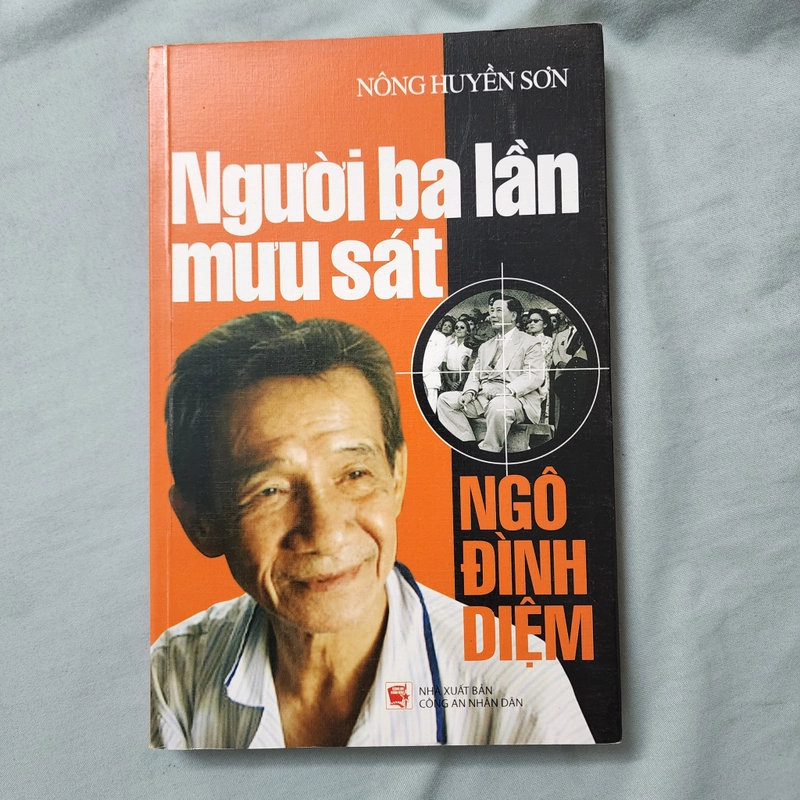 NÔNG HUYỀN SƠN
Người ba lần
mưu sát
NGÔ
ĐÌNH
DIỆM
NHÀ XUẤT BẢN
CÔNG AN NHÂN DÂN